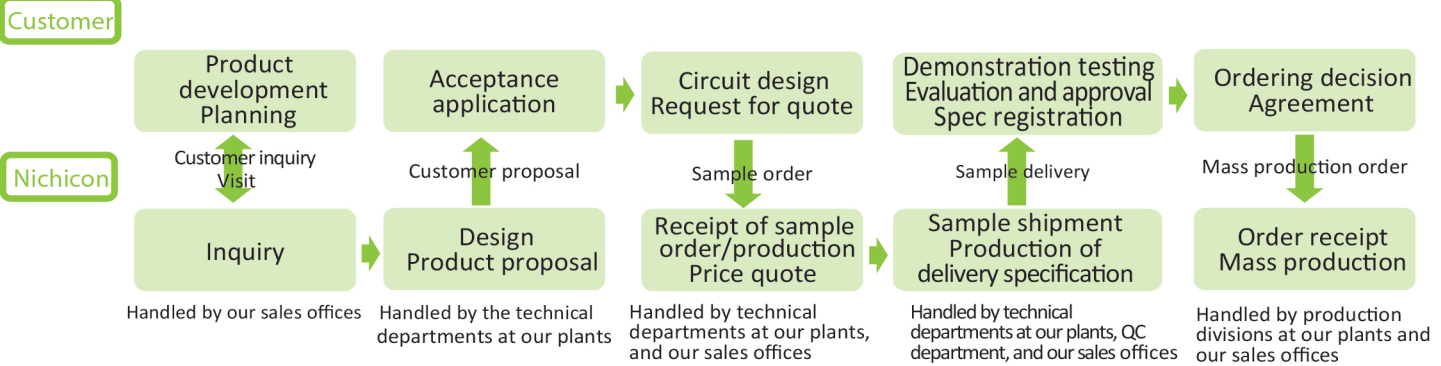 Customer
Product
development
Planning
Acceptance
application
Circuit design
Request for quote
Demonstration testing
Evaluation and approval
Spec registration
Ordering decision
Agreement
Customer inquiry
Visit
Customer proposal
Sample order
Sample delivery
Mass production order
Nichicon
Inquiry
Design
Product proposal
Receipt of sample
order/production
Price quote
Sample shipment
Production of
delivery specification
Order receipt
Mass production
Handled by our sales offices
Handled by the technical
departments at our plants
Handled by technical
departments at our plants,
and our sales offices
Handled by technical
departments at our plants, QC
department, and our sales offices
Handled by production
divisions at our plants and
our sales offices